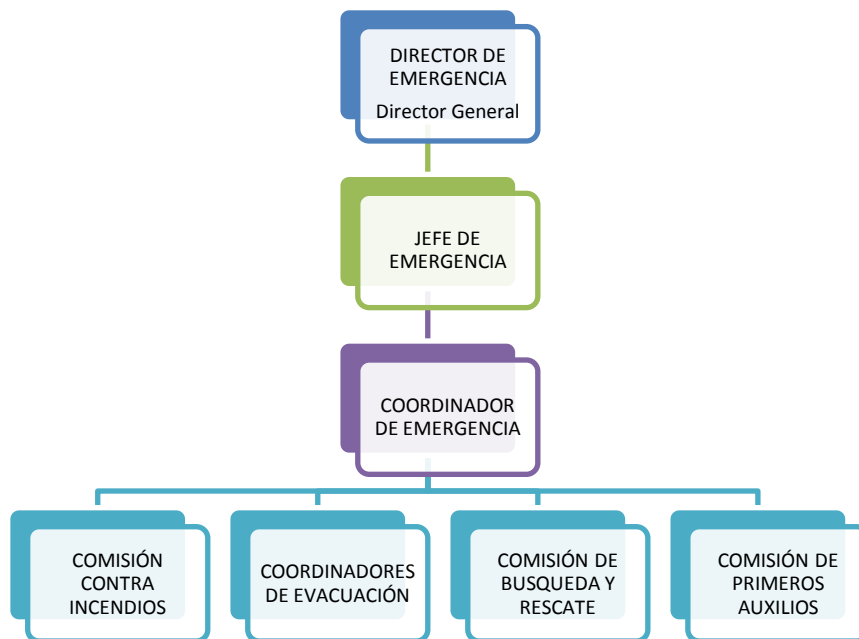 DIRECTOR DE
EMERGENCIA
Director General
JEFE DE
EMERGENCIA
COORDINADOR
DE EMERGENCIA
COMISIÓN
CONTRA
INCENDIOS
COORDINADORES
DE EVACUACIÓN
COMISIÓN DE
BUSQUEDA Y
RESCATE
COMISIÓN DE
PRIMEROS
AUXILIOS